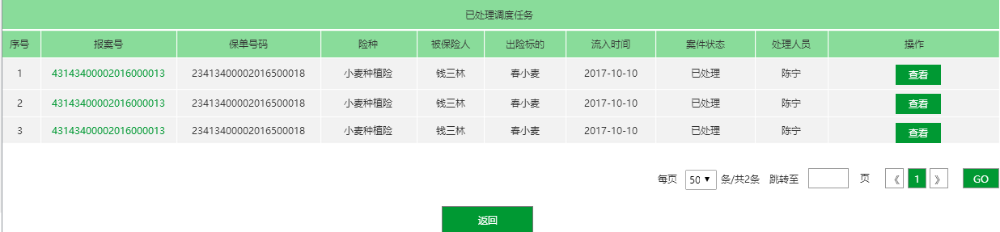 已处理调度任务
序号 报案号 保单号码 险种 被保险人 出险标的 流入时间 案件状态 处理人员 操作
1 43143400002016000013 23413400002016500018 小麦种植险 钱三林 春小麦 2017-10-10 已处理 陈宁 查看
2 43143400002016000013 23413400002016500018 小麦种植险 钱三林 春小麦 2017-10-10 已处理 陈宁 查看
3 43143400002016000013 23413400002016500018 小麦种植险 钱三林 春小麦 2017-10-10 已处理 陈宁 查看
每页 50 ▼ 条/共2条 跳转至 页 《 1 》 GO
返回